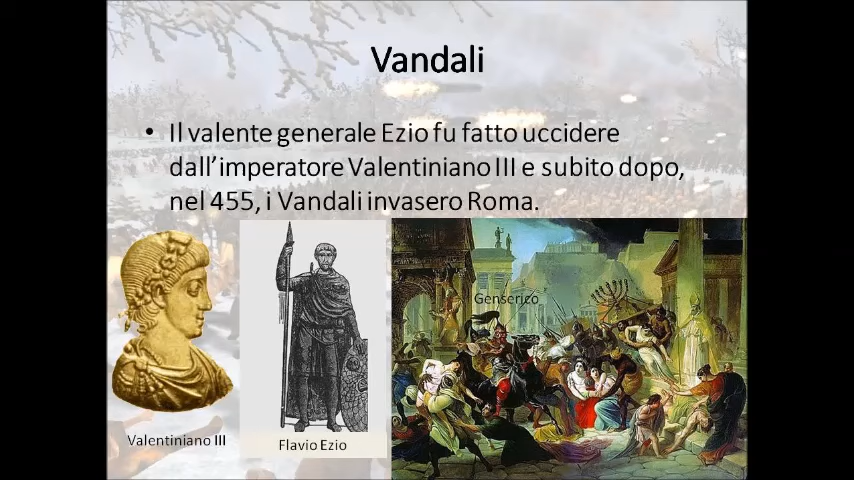 Vandali
• Il valente generale Ezio fu fatto uccidere
dall'imperatore Valentiniano III e subito dopo,
nel 455, i Vandali invasero Roma.
Genserico
Valentiniano III
Flavio Ezio